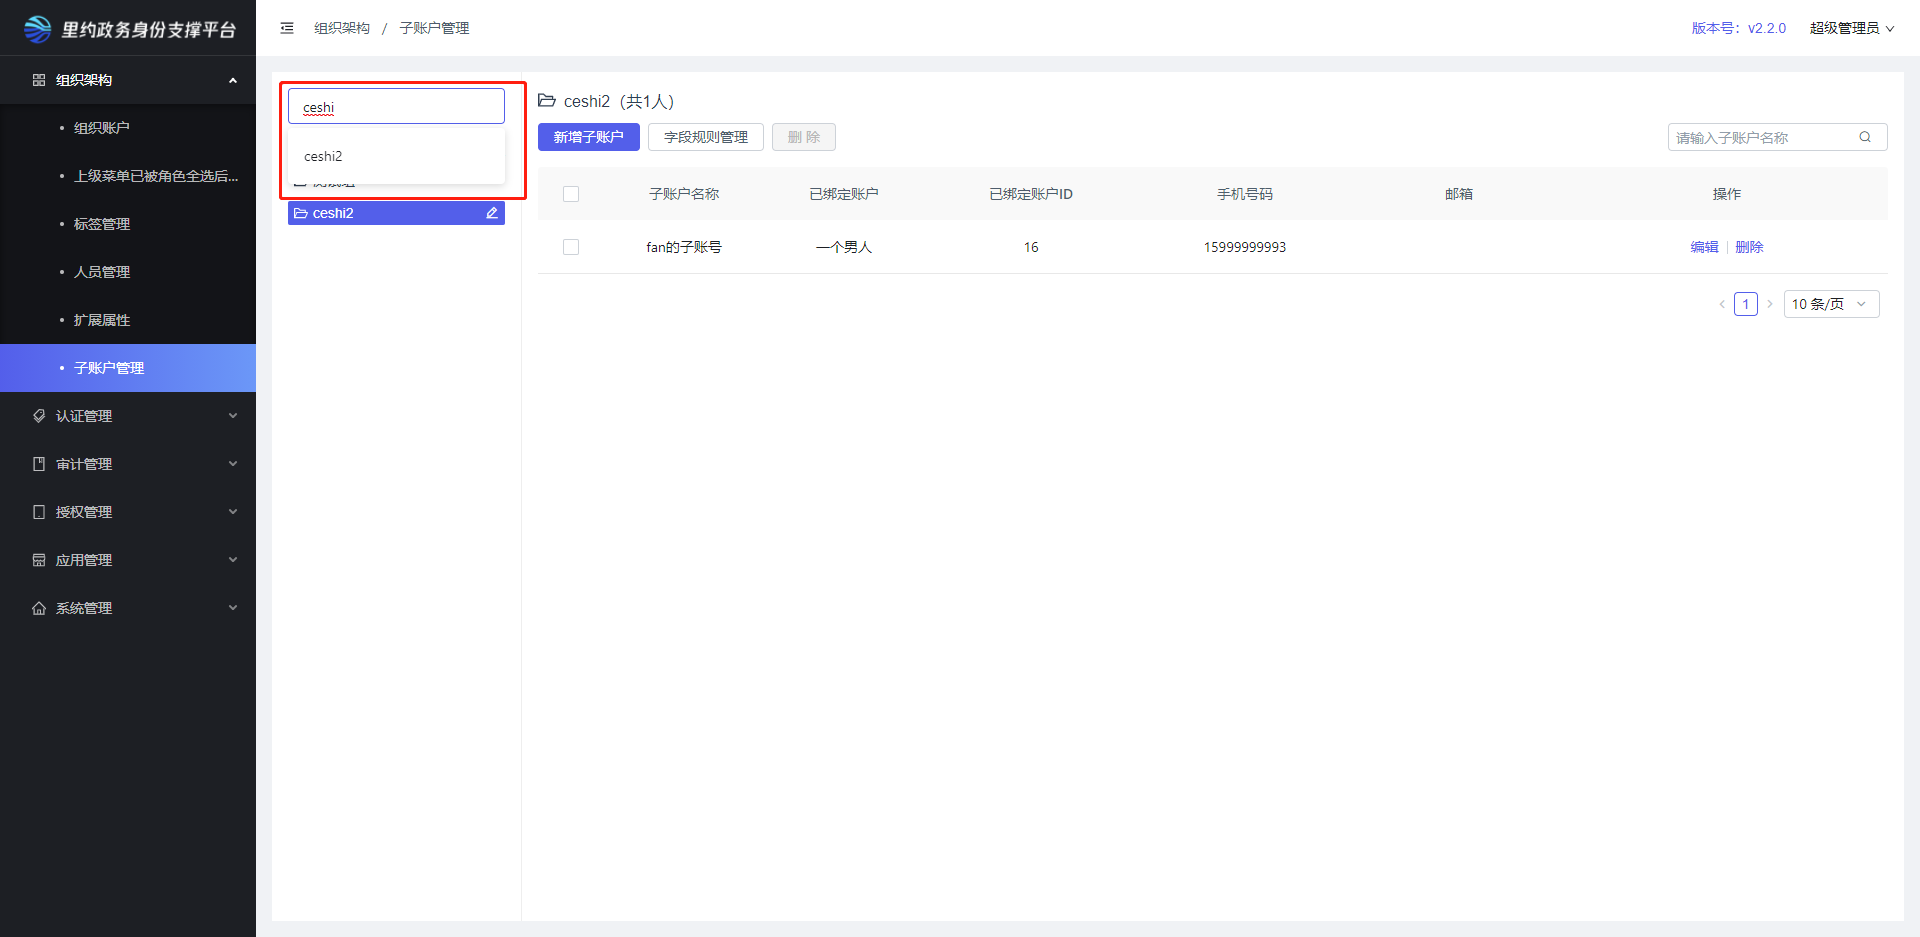 里约政务身份支撑平台
组织架构 / 子账户管理
版本号：v2.2.0
超级管理员
组织架构
组织账户
上级菜单已被角色全选后...
标签管理
人员管理
扩展属性
子账户管理
认证管理
审计管理
授权管理
应用管理
系统管理
ceshi
ceshi2
ceshi2
ceshi2（共1人）
新增子账户
字段规则管理
删 除
请输入子账户名称
子账户名称 已绑定账户 已绑定账户ID 手机号码 邮箱 操作
fan的子账号 一个男人 16 15999999993 编辑 删除
1
10 条/页